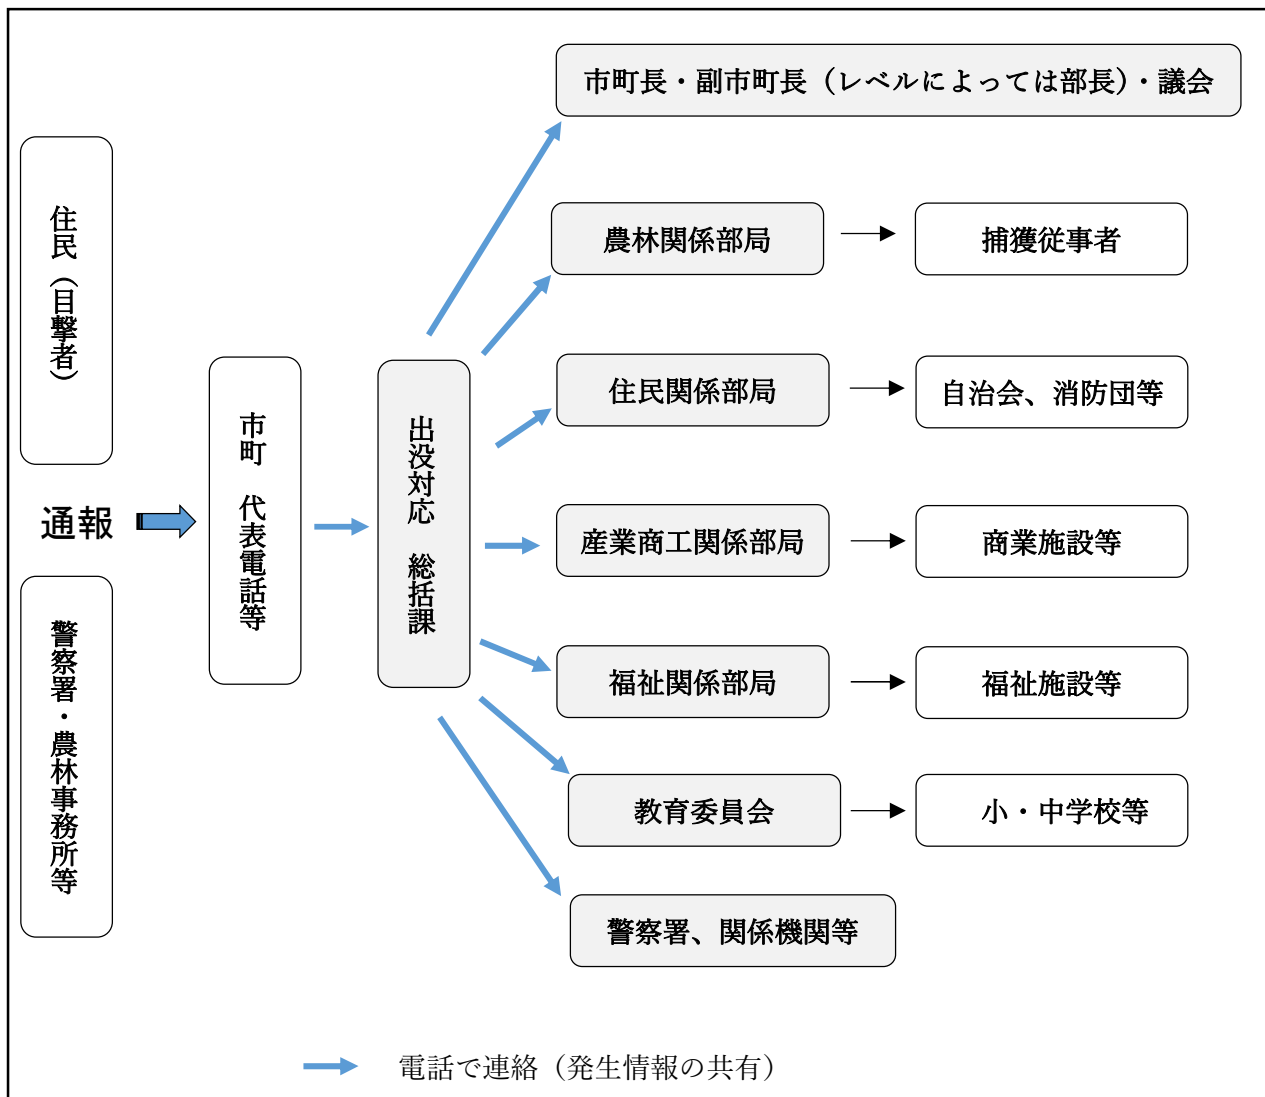 住民（目撃者）
通報
警察署・農林事務所等
市町　代表電話等
出没対応　総括課
市町長・副市町長（レベルによっては部長）・議会
農林関係部局
捕獲従事者
住民関係部局
自治会、消防団等
産業商工関係部局
商業施設等
福祉関係部局
福祉施設等
教育委員会
小・中学校等
警察署、関係機関等
電話で連絡（発生情報の共有）